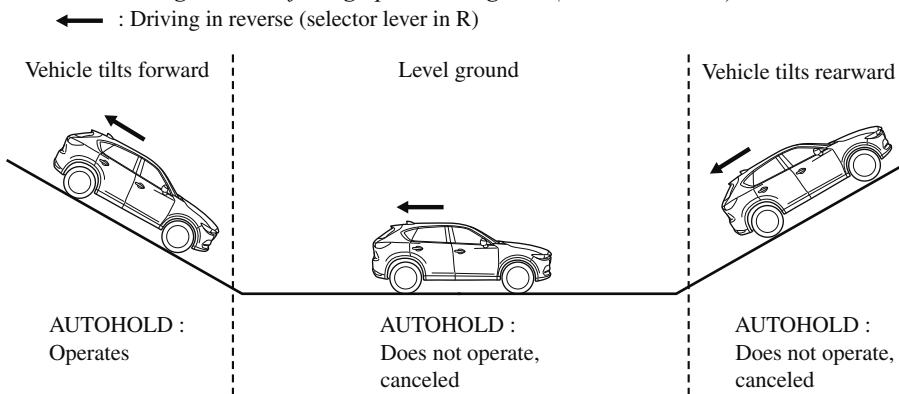 : Driving in reverse (selector lever in R)
Vehicle tilts forward
Level ground
Vehicle tilts rearward
AUTOHOLD :
Operates
AUTOHOLD :
Does not operate,
canceled
AUTOHOLD :
Does not operate,
canceled